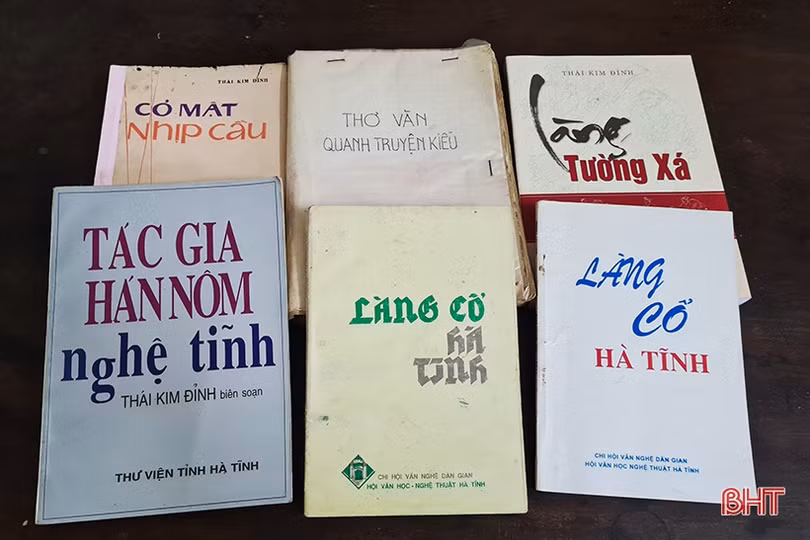 THÁI KIM ĐỈNH
CÓ MẶT
NHỊP CẦU
THƠ VĂN
QUANH TRUYỆN KIỀU
THÁI KIM ĐỈNH
Làng
Tường Xá
TÁC GIA
HÁN NÔM
nghệ tĩnh
THÁI KIM ĐỈNH biên soạn
THƯ VIỆN TỈNH HÀ TĨNH
LÀNG CỔ
HÀ
TĨNH
CHI HỘI VĂN NGHỆ DÂN GIAN
HỘI VĂN HỌC - NGHỆ THUẬT HÀ TĨNH
LÀNG
CỔ
HÀ TĨNH
CHI HỘI VĂN NGHỆ DÂN GIAN
HỘI VĂN HỌC NGHỆ THUẬT HÀ TĨNH
BHT